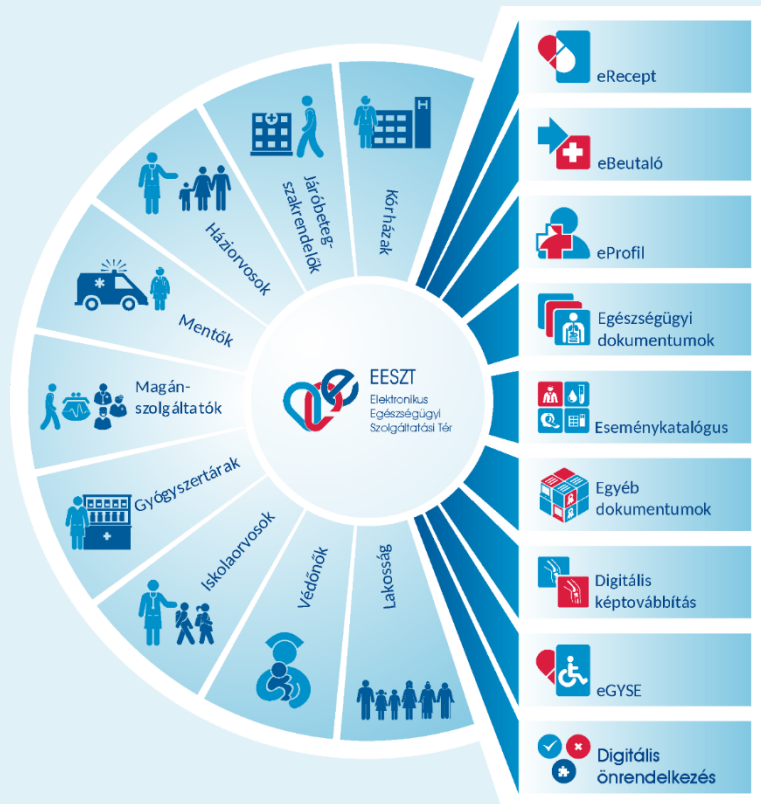 Kórházak
Járóbeteg-
szakrendelők
Háziorvosok
Mentők
Magán-
szolgáltatók
Gyógyszertárak
Iskolaorvosok
Védőnők
Lakosság
EESZT
Elektronikus
Egészségügyi
Szolgáltatási Tér
H
eRecept
eBeutaló
eProfil
Egészségügyi
dokumentumok
Eseménykatalógus
Egyéb
dokumentumok
Digitális
képtovábbítás
eGYSE
Digitális
önrendelkezés